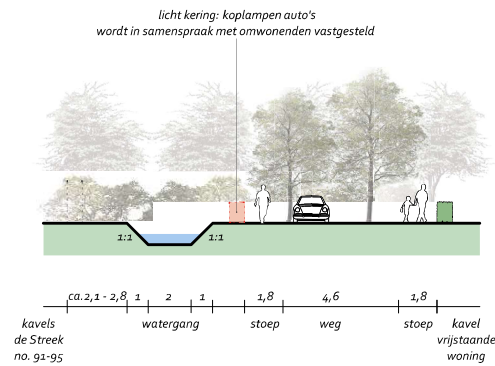 licht kering: koplampen auto's
wordt in samenspraak met omwonenden vastgesteld
1:1 1:1
ca.2,1 - 2,8 1 2 1 1,8 4,6 1,8
kavels watergang stoep weg stoep kavel
de Streek vrijstaande
no. 91-95 woning